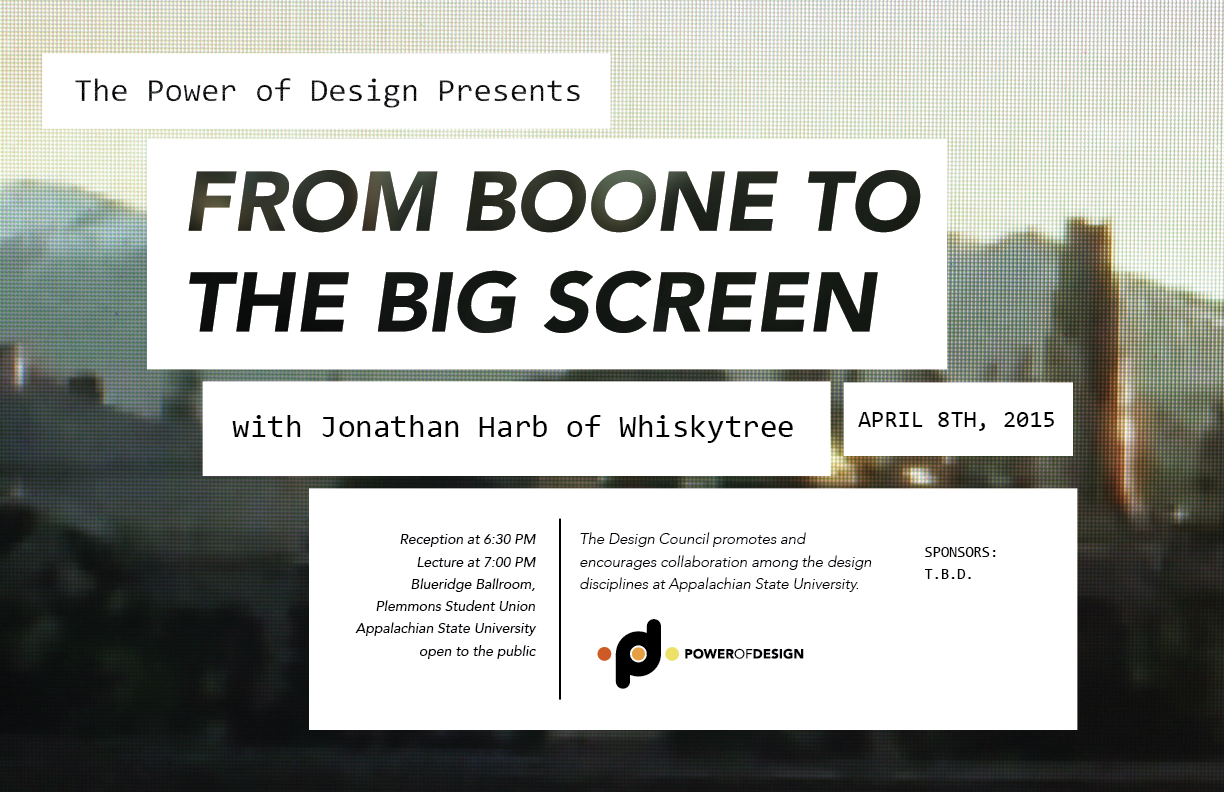 The Power of Design Presents
FROM BOONE TO
THE BIG SCREEN
with Jonathan Harb of Whiskytree
APRIL 8TH, 2015
Reception at 6:30 PM
Lecture at 7:00 PM
Blueridge Ballroom,
Plemmons Student Union
Appalachian State University
open to the public
The Design Council promotes and
encourages collaboration among the design
disciplines at Appalachian State University.
pd POWEROFDESIGN
SPONSORS:
T.B.D.